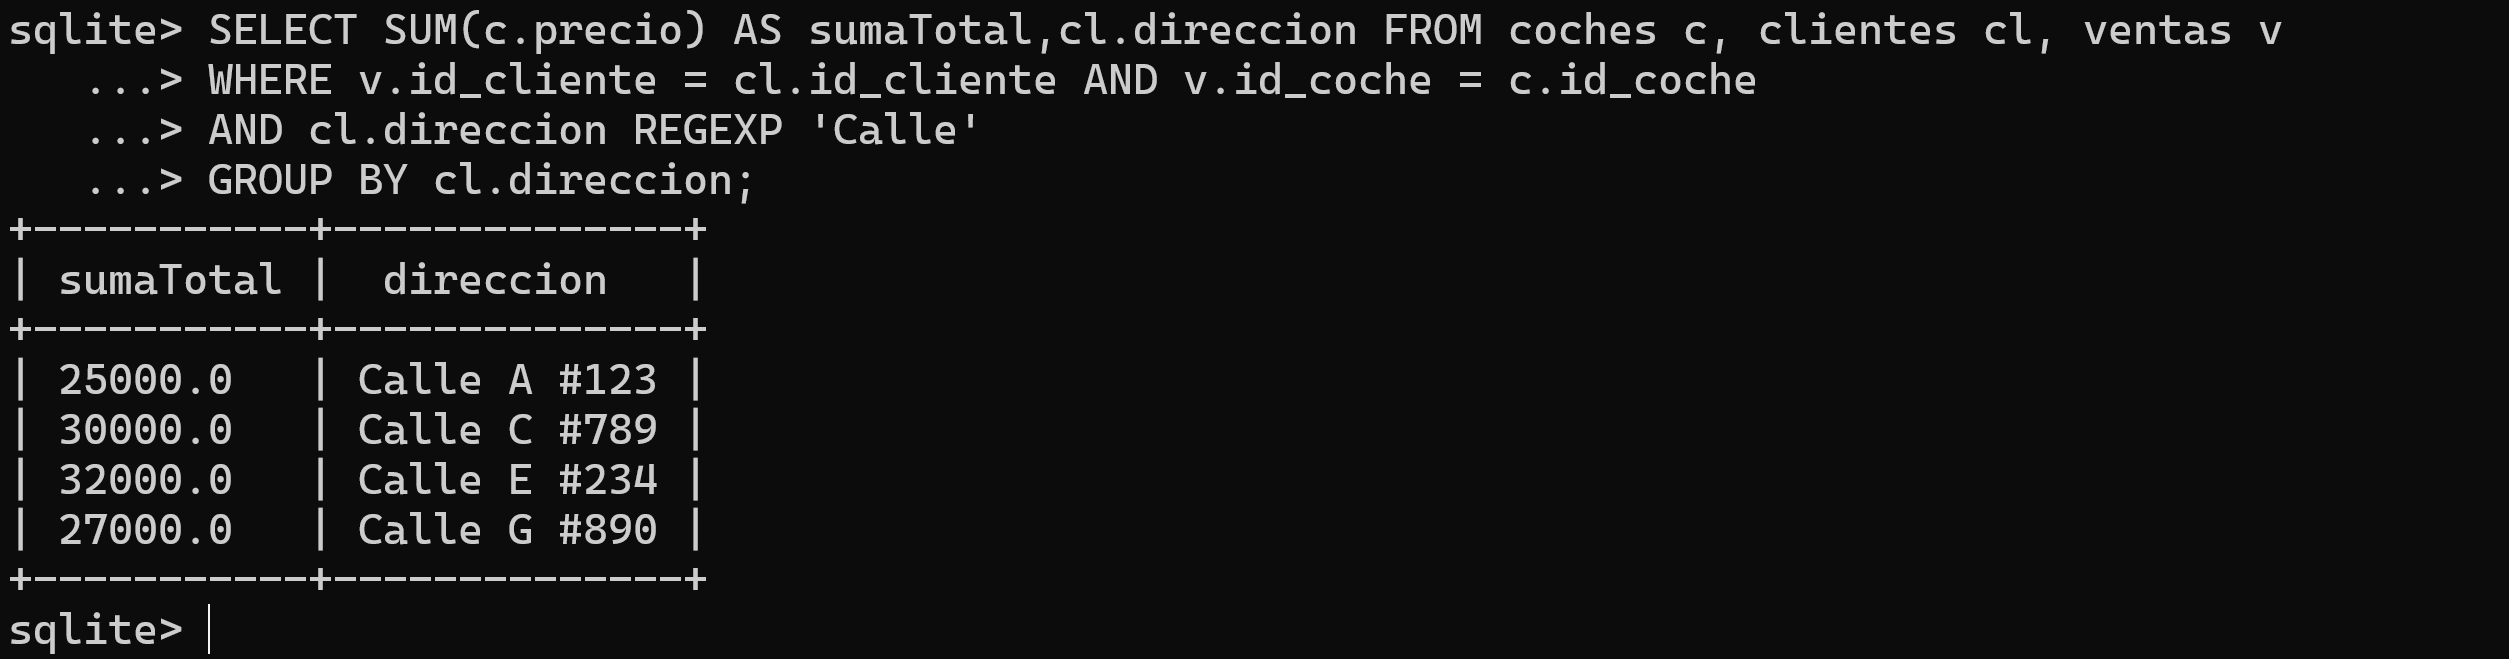 sqlite> SELECT SUM(c.precio) AS sumaTotal,cl.direccion FROM coches c, clientes cl, ventas v
   ...> WHERE v.id_cliente = cl.id_cliente AND v.id_coche = c.id_coche
   ...> AND cl.direccion REGEXP 'Calle'
   ...> GROUP BY cl.direccion;
+-----------+--------------+
| sumaTotal |  direccion   |
+-----------+--------------+
| 25000.0   | Calle A #123 |
| 30000.0   | Calle C #789 |
| 32000.0   | Calle E #234 |
| 27000.0   | Calle G #890 |
+-----------+--------------+
sqlite>